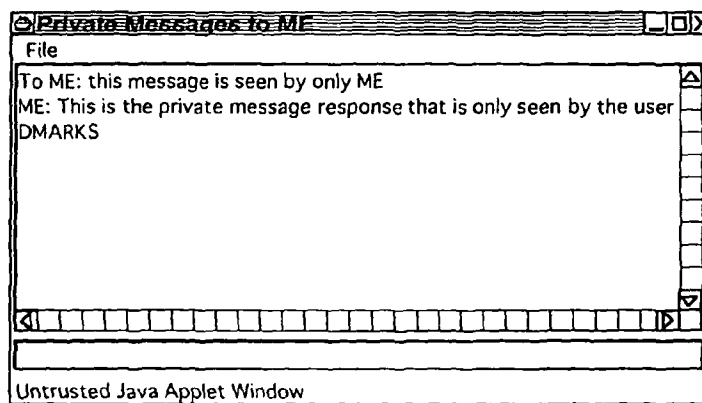 Private Messages to ME
File
To ME: this message is seen by only ME
ME: This is the private message response that is only seen by the user
DMARKS
Untrusted Java Applet Window